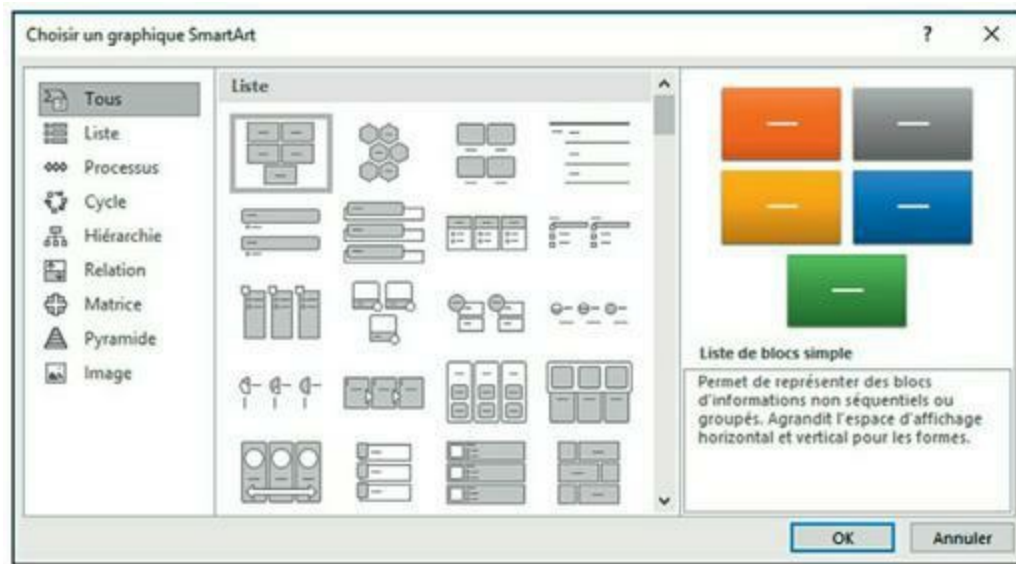 Choisir un graphique SmartArt
?
Tous
Liste
Processus
Cycle
Hiérarchie
Relation
Matrice
Pyramide
Image
Liste
Liste de blocs simple
Permet de représenter des blocs
d'informations non séquentiels ou
groupés. Agrandit l'espace d'affichage
horizontal et vertical pour les formes.
OK
Annuler